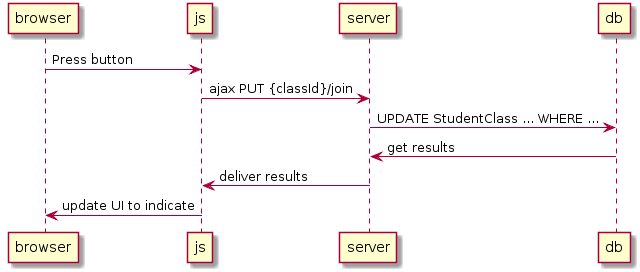 browser js server db
Press button
ajax PUT {classId}/join
UPDATE StudentClass ... WHERE ...
get results
deliver results
update UI to indicate
browser js server db